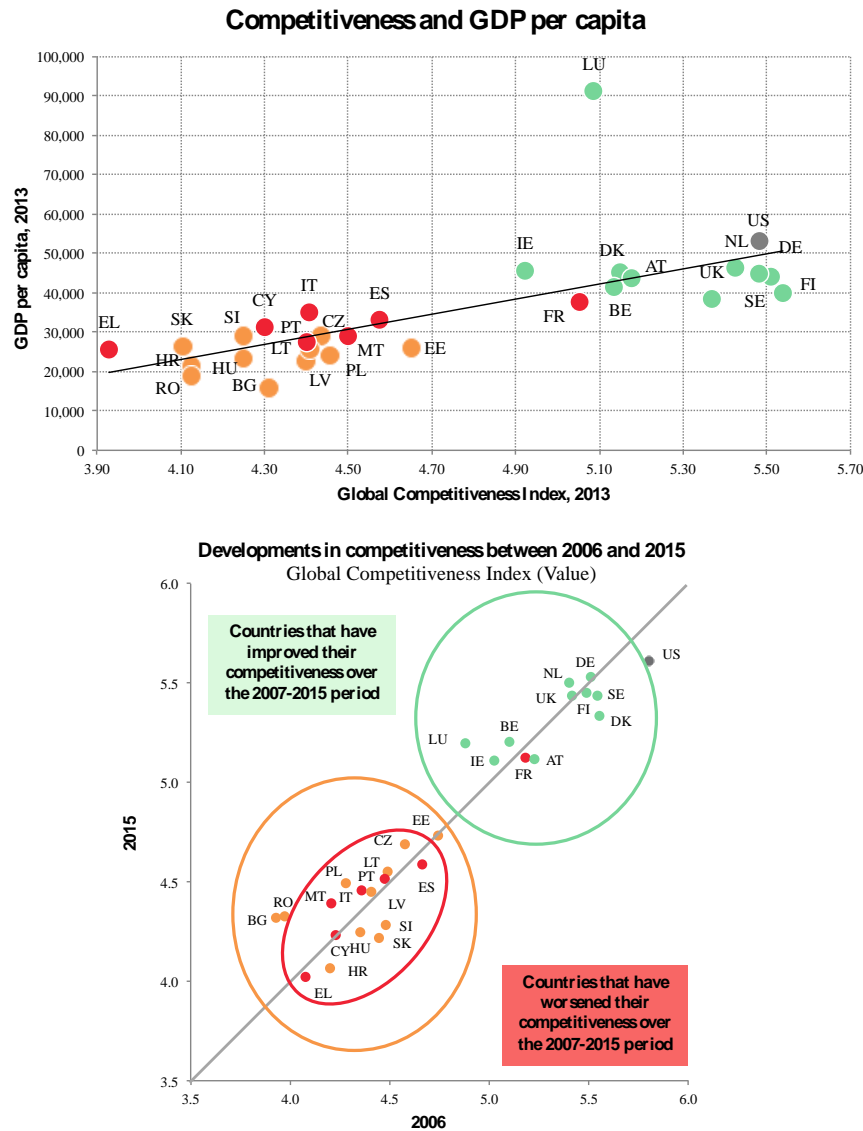 Competitiveness and GDP per capita
GDP per capita, 2013
100,000
90,000
80,000
70,000
60,000
50,000
40,000
30,000
20,000
10,000
0
LU
US
NL
DE
IE
DK
AT
UK
FI
SE
BE
FR
IT
ES
CY
SK
SI
PT
CZ
EL
LT
MT
EE
HR
HU
PL
RO
BG
LV
3.90 4.10 4.30 4.50 4.70 4.90 5.10 5.30 5.50 5.70
Global Competitiveness Index, 2013
Developments in competitiveness between 2006 and 2015
Global Competitiveness Index (Value)
2015
6.0
5.5
5.0
4.5
4.0
3.5
Countries that have
improved their
competitiveness over
the 2007-2015 period
US
DE
NL
UK
SE
FI
DK
BE
LU
IE
FR
AT
EE
CZ
LT
PL
PT
ES
RO
MT
IT
LV
BG
SI
CY
HU
SK
HR
EL
Countries that have
worsened their
competitiveness over
the 2007-2015 period
3.5 4.0 4.5 5.0 5.5 6.0
2006